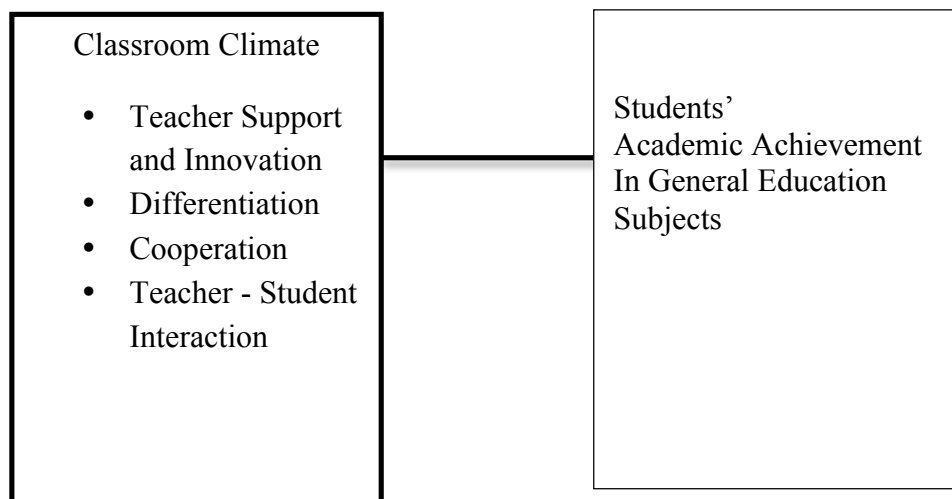 Classroom Climate
• Teacher Support
and Innovation
• Differentiation
• Cooperation
• Teacher - Student
Interaction
Students’
Academic Achievement
In General Education
Subjects